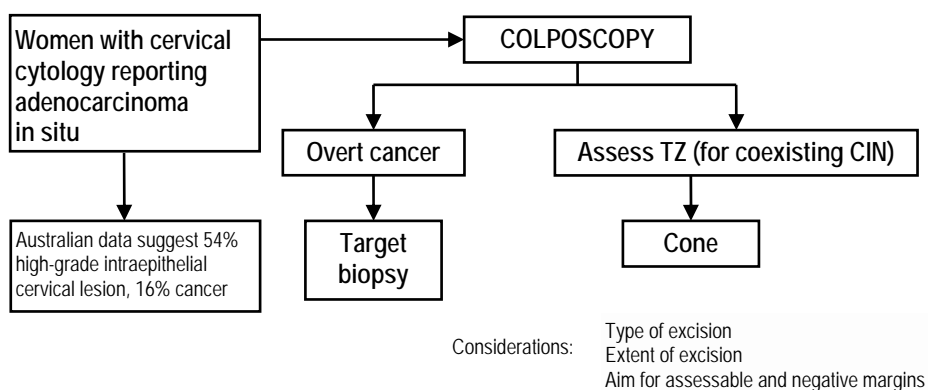 Women with cervical
cytology reporting
adenocarcinoma
in situ
COLPOSCOPY
Overt cancer
Assess TZ (for coexisting CIN)
Australian data suggest 54%
high-grade intraepithelial
cervical lesion, 16% cancer
Target
biopsy
Cone
Considerations:
Type of excision
Extent of excision
Aim for assessable and negative margins